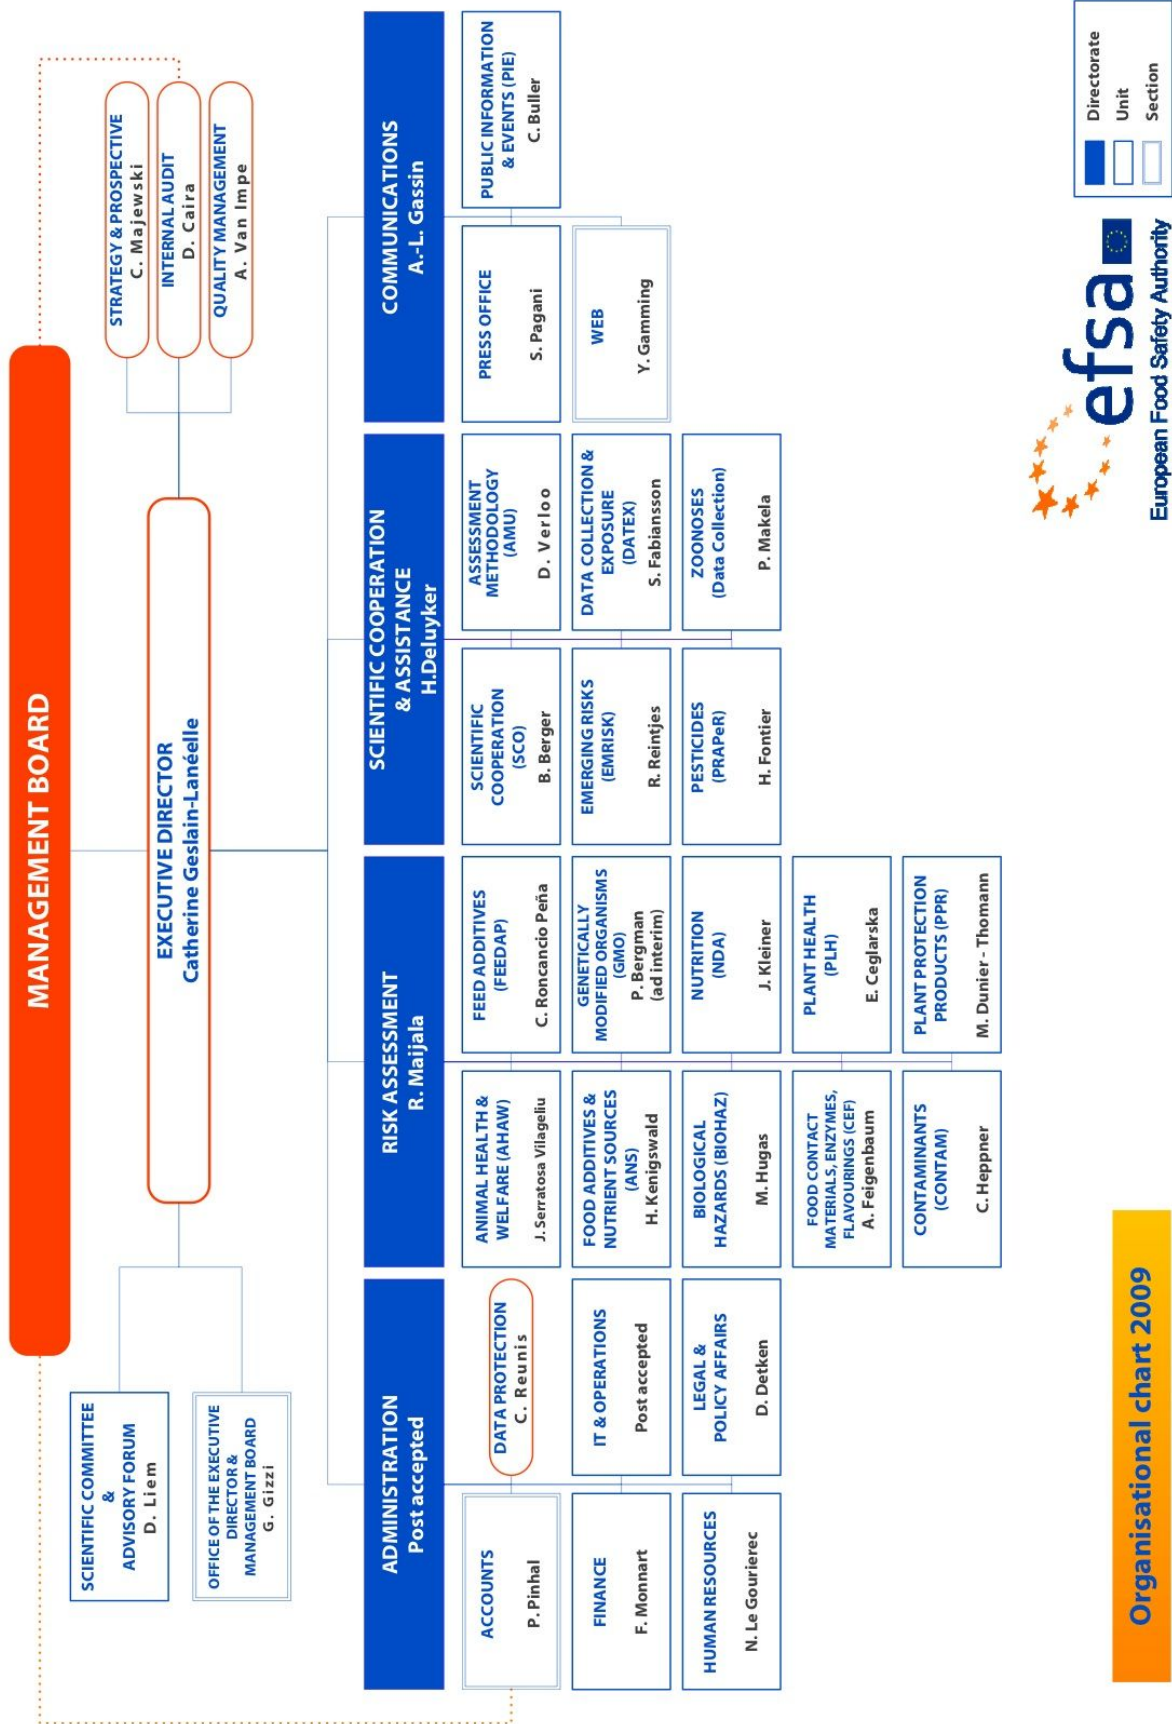 MANAGEMENT BOARD
SCIENTIFIC COMMITTEE
&
ADVISORY FORUM
D. Liem
OFFICE OF THE EXECUTIVE
DIRECTOR &
MANAGEMENT BOARD
G. Gizzi
EXECUTIVE DIRECTOR
Catherine Geslain-Lanéelle
STRATEGY & PROSPECTIVE
C. Majewski
INTERNAL AUDIT
D. Caira
QUALITY MANAGEMENT
A. Van Impe
ADMINISTRATION
Post accepted
ACCOUNTS
P. Pinhal
DATA PROTECTION
C. Reunis
FINANCE
F. Monnart
IT & OPERATIONS
Post accepted
HUMAN RESOURCES
N. Le Gourierec
LEGAL &
POLICY AFFAIRS
D. Detken
RISK ASSESSMENT
R. Maijala
ANIMAL HEALTH &
WELFARE (AHAW)
J. Serratosa Vilageliu
FEED ADDITIVES
(FEEDAP)
C. Roncancio Peña
FOOD ADDITIVES &
NUTRIENT SOURCES
(ANS)
H. Kenigswald
GENETICALLY
MODIFIED ORGANISMS
(GMO)
P. Bergman
(ad interim)
BIOLOGICAL
HAZARDS (BIOHAZ)
M. Hugas
NUTRITION
(NDA)
J. Kleiner
FOOD CONTACT
MATERIALS, ENZYMES,
FLAVOURINGS (CEF)
A. Feigenbaum
PLANT HEALTH
(PLH)
E. Ceglarska
CONTAMINANTS
(CONTAM)
C. Heppner
PLANT PROTECTION
PRODUCTS (PPR)
M. Dunier - Thomann
SCIENTIFIC COOPERATION
& ASSISTANCE
H.Deluyker
SCIENTIFIC
COOPERATION
(SCO)
B. Berger
ASSESSMENT
METHODOLOGY
(AMU)
D. Verloo
EMERGING RISKS
(EMRISK)
R. Reintjes
DATA COLLECTION &
EXPOSURE
(DATEX)
S. Fabiansson
PESTICIDES
(PRAPeR)
H. Fontier
ZOONOSES
(Data Collection)
P. Makela
COMMUNICATIONS
A.-L. Gassin
PRESS OFFICE
S. Pagani
PUBLIC INFORMATION
& EVENTS (PIE)
C. Buller
WEB
Y. Gamming
Organisational chart 2009
efsa
European Food Safety Authority
Directorate
Unit
Section